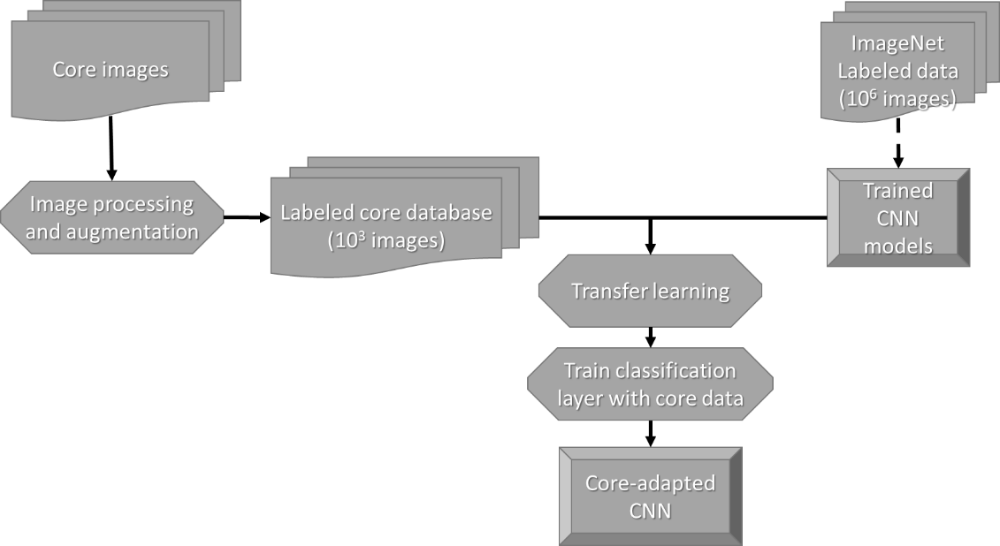 Core images
ImageNet
Labeled data
(10⁶ images)
Image processing
and augmentation
Labeled core database
(10³ images)
Trained
CNN
models
Transfer learning
Train classification
layer with core data
Core-adapted
CNN